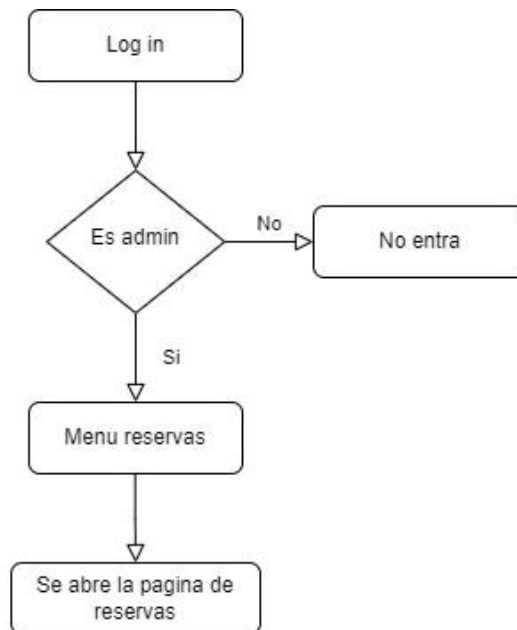 Log in
Es admin
No
No entra
Si
Menu reservas
Se abre la pagina de
reservas